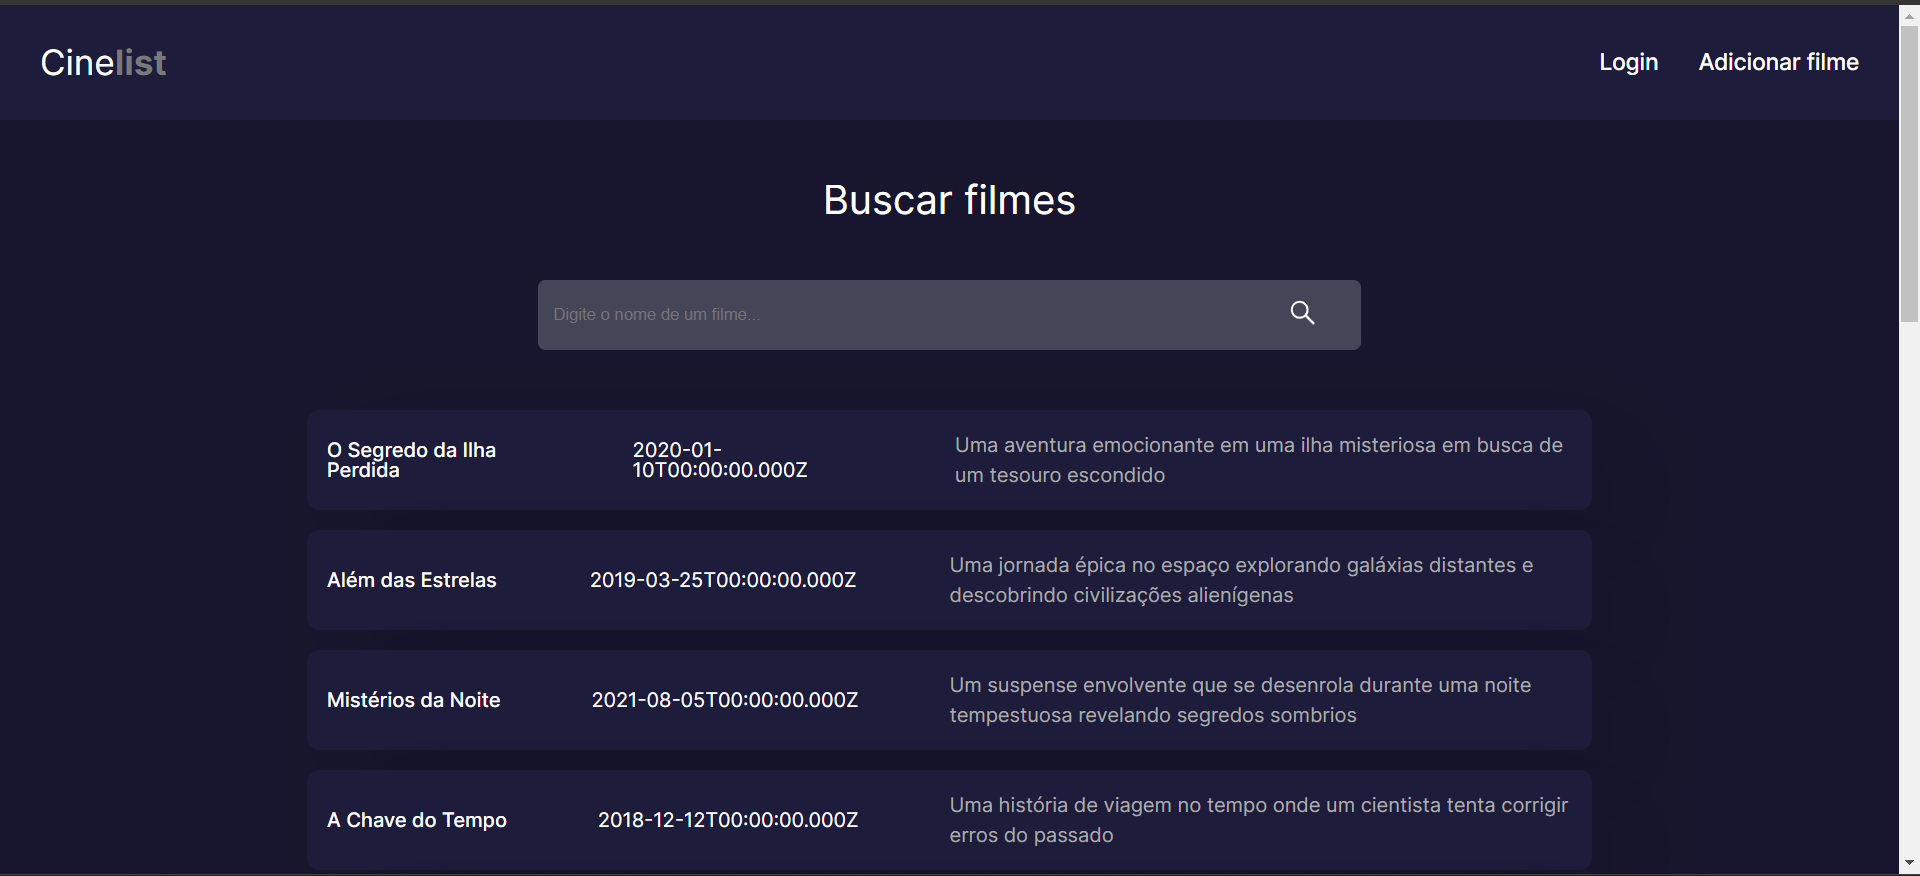 Cinelist
Login
Adicionar filme
Buscar filmes
Digite o nome de um filme...
O Segredo da Ilha
Perdida
2020-01-
10T00:00:00.000Z
Uma aventura emocionante em uma ilha misteriosa em busca de
um tesouro escondido
Além das Estrelas
2019-03-25T00:00:00.000Z
Uma jornada épica no espaço explorando galáxias distantes e
descobrindo civilizações alienígenas
Mistérios da Noite
2021-08-05T00:00:00.000Z
Um suspense envolvente que se desenrola durante uma noite
tempestuosa revelando segredos sombrios
A Chave do Tempo
2018-12-12T00:00:00.000Z
Uma história de viagem no tempo onde um cientista tenta corrigir
erros do passado